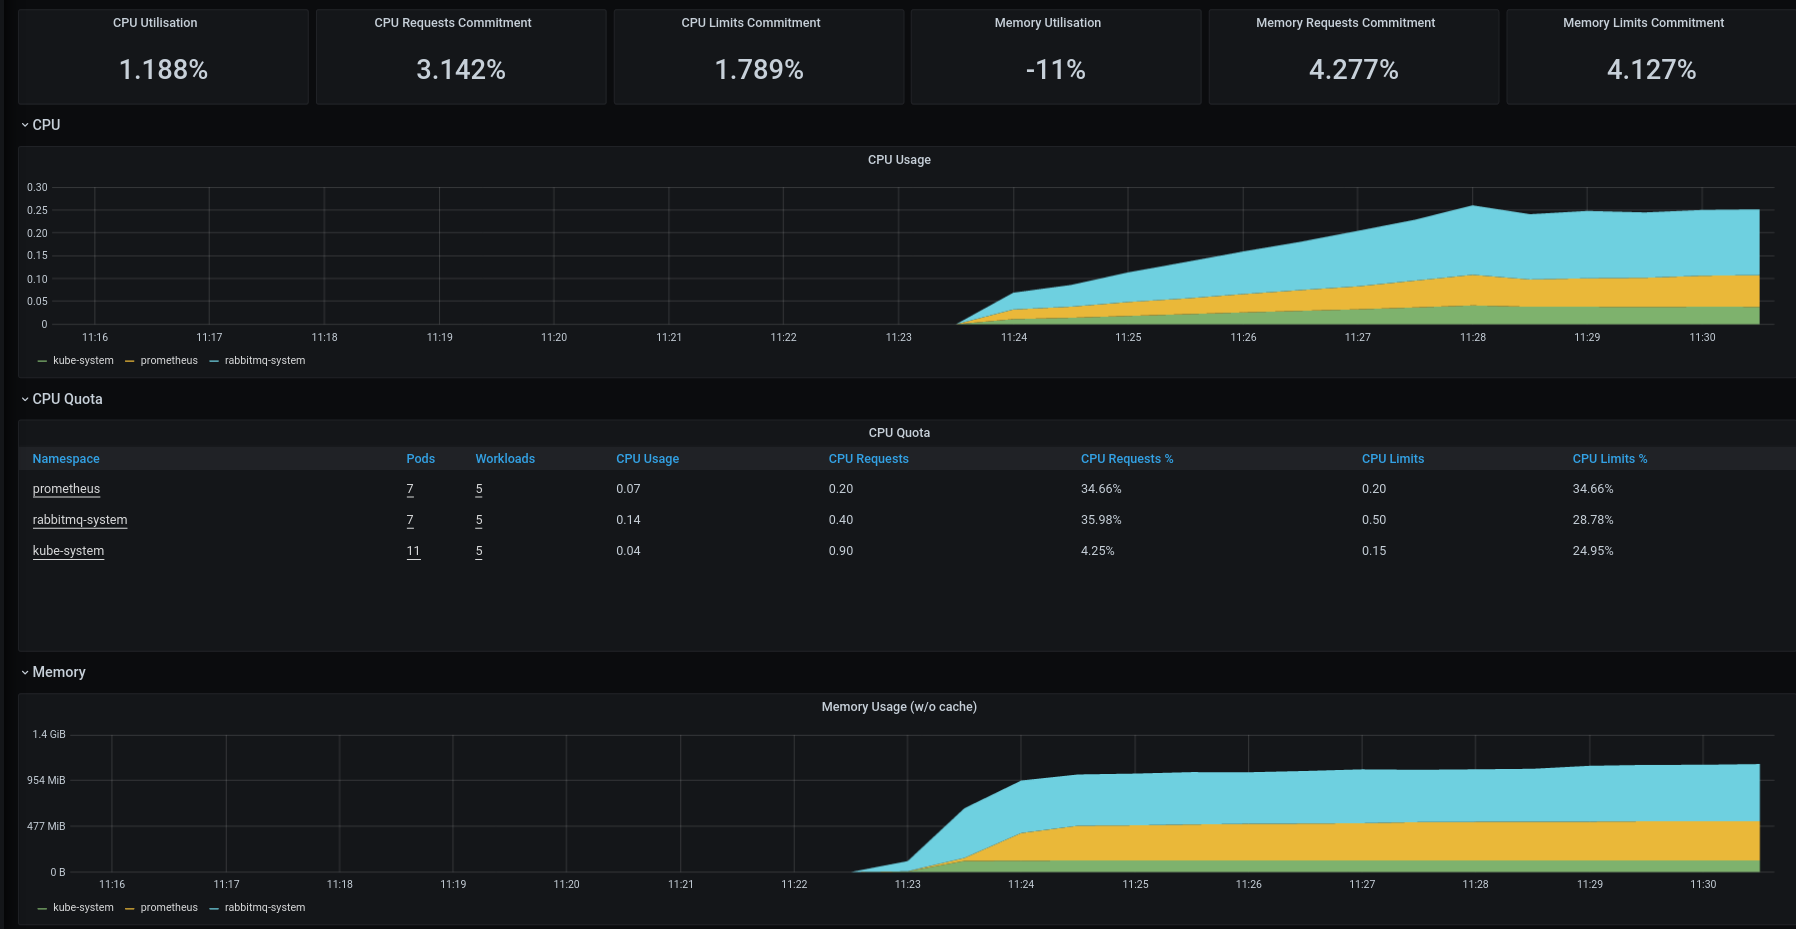 CPU Utilisation CPU Requests Commitment CPU Limits Commitment Memory Utilisation Memory Requests Commitment Memory Limits Commitment
1.188% 3.142% 1.789% -11% 4.277% 4.127%
CPU
CPU Usage
0.30
0.25
0.20
0.15
0.10
0.05
0
11:16 11:17 11:18 11:19 11:20 11:21 11:22 11:23 11:24 11:25 11:26 11:27 11:28 11:29 11:30
kube-system prometheus rabbitmq-system
CPU Quota
CPU Quota
Namespace Pods Workloads CPU Usage CPU Requests CPU Requests % CPU Limits CPU Limits %
prometheus 7 5 0.07 0.20 34.66% 0.20 34.66%
rabbitmq-system 7 5 0.14 0.40 35.98% 0.50 28.78%
kube-system 11 5 0.04 0.90 4.25% 0.15 24.95%
Memory
Memory Usage (w/o cache)
1.4 GiB
954 MiB
477 MiB
0 B
11:16 11:17 11:18 11:19 11:20 11:21 11:22 11:23 11:24 11:25 11:26 11:27 11:28 11:29 11:30
kube-system prometheus rabbitmq-system